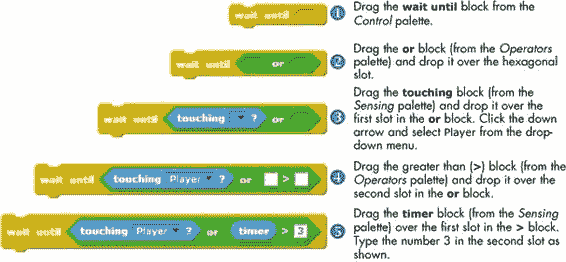 wait until
1 Drag the wait until block from the
Control palette.
wait until or
2 Drag the or block (from the Operators
palette) and drop it over the hexagonal
slot.
wait until touching ? or
3 Drag the touching block (from the
Sensing palette) and drop it over the
first slot in the or block. Click the down
arrow and select Player from the drop-
down menu.
wait until touching Player ? or >
4 Drag the greater than (>) block (from the
Operators palette) and drop it over the
second slot in the or block.
wait until touching Player ? or timer > 3
5 Drag the timer block (from the Sensing
palette) over the first slot in the > block.
Type the number 3 in the second slot as
shown.